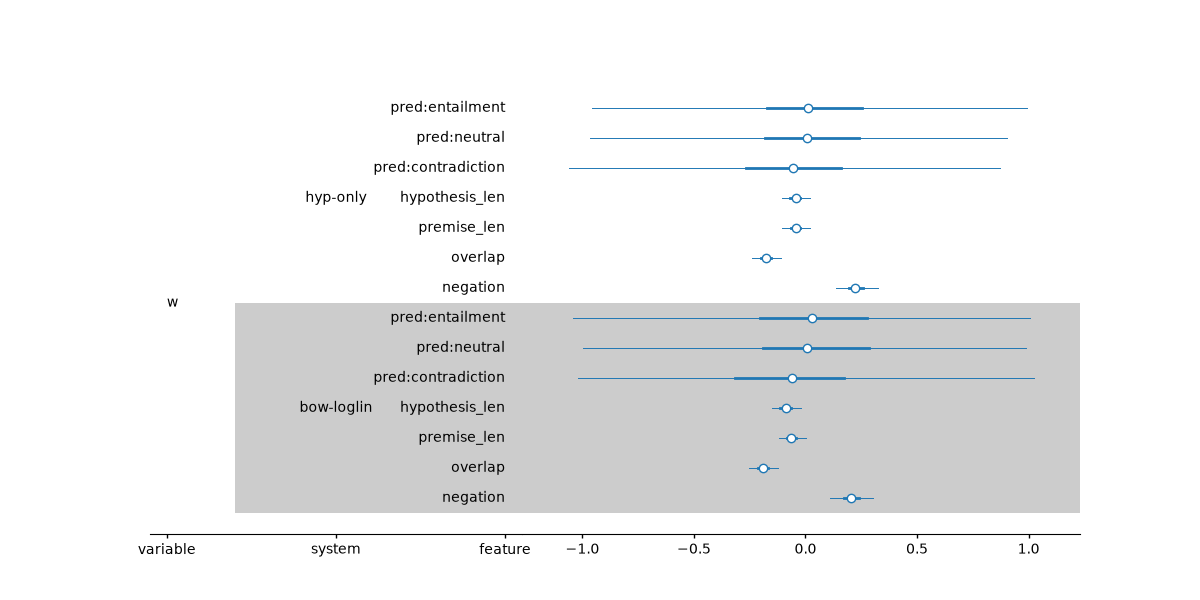 pred:entailment
pred:neutral
pred:contradiction
hyp-only hypothesis_len
premise_len
overlap
negation
w
pred:entailment
pred:neutral
pred:contradiction
bow-loglin hypothesis_len
premise_len
overlap
negation
variable system feature −1.0 −0.5 0.0 0.5 1.0